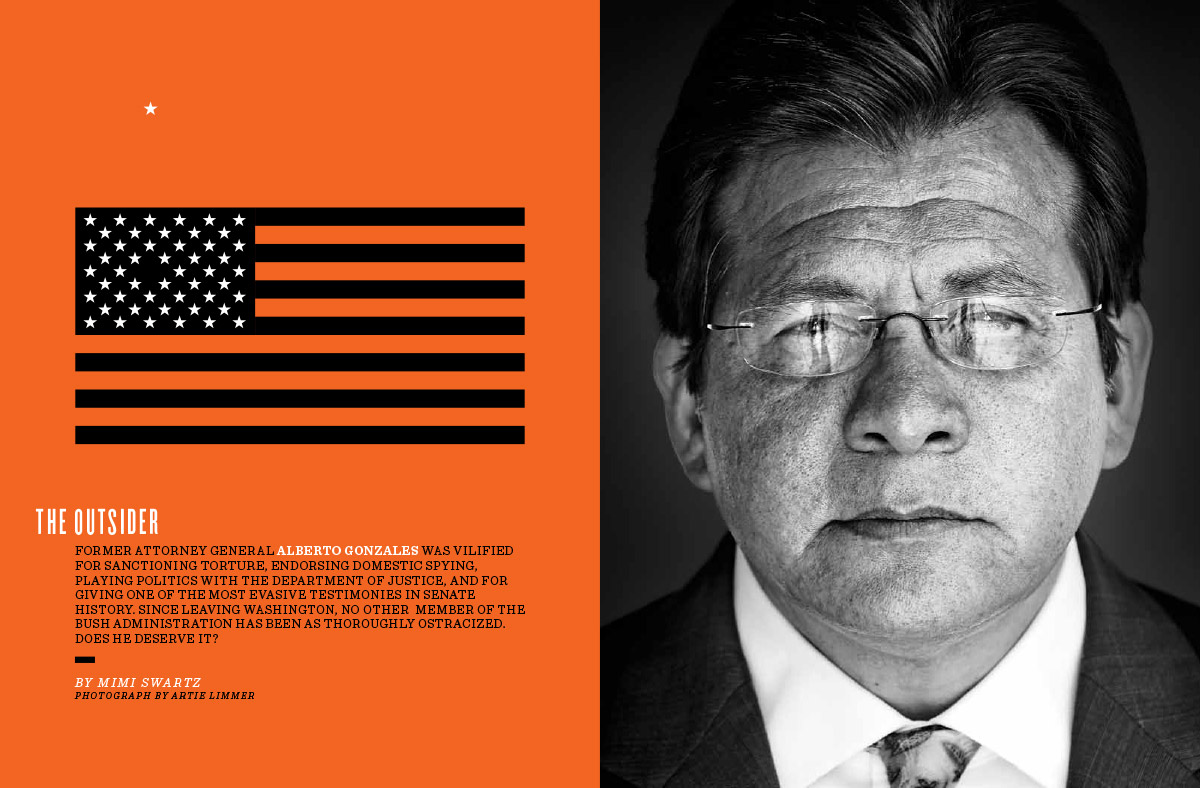 THE OUTSIDER
FORMER ATTORNEY GENERAL ALBERTO GONZALES WAS VILIFIED
FOR SANCTIONING TORTURE, ENDORSING DOMESTIC SPYING,
PLAYING POLITICS WITH THE DEPARTMENT OF JUSTICE, AND FOR
GIVING ONE OF THE MOST EVASIVE TESTIMONIES IN SENATE
HISTORY. SINCE LEAVING WASHINGTON, NO OTHER MEMBER OF THE
BUSH ADMINISTRATION HAS BEEN AS THOROUGHLY OSTRACIZED.
DOES HE DESERVE IT?
BY MIMI SWARTZ
PHOTOGRAPH BY ARTIE LIMMER